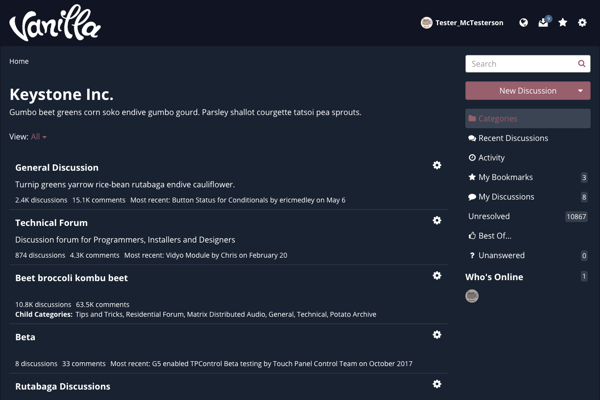 Vanilla
Tester_McTesterson
Home
Keystone Inc.
Gumbo beet greens corn soko endive gumbo gourd. Parsley shallot courgette tatsoi pea sprouts.
View: All
General Discussion
Turnip greens yarrow rice-bean rutabaga endive cauliflower.
2.4K discussions 15.1K comments Most recent: Button Status for Conditionals by ericmedley on May 6
Technical Forum
Discussion forum for Programmers, Installers and Designers
874 discussions 4.3K comments Most recent: Vidyo Module by Chris on February 20
Beet broccoli kombu beet
10.8K discussions 63.5K comments
Child Categories: Tips and Tricks, Residential Forum, Matrix Distributed Audio, General, Technical, Potato Archive
Beta
8 discussions 33 comments Most recent: G5 enabled TPControl Beta testing by Touch Panel Control Team on October 2017
Rutabaga Discussions
Search
New Discussion
Categories
Recent Discussions
Activity
My Bookmarks 3
My Discussions 8
Unresolved 10867
Best Of...
Unanswered 0
Who's Online 1